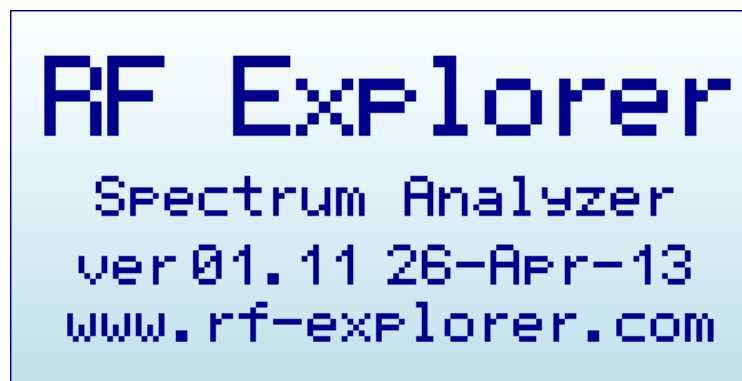 RF Explorer
Spectrum Analyzer
ver 01.11 26-Apr-13
www.rf-explorer.com